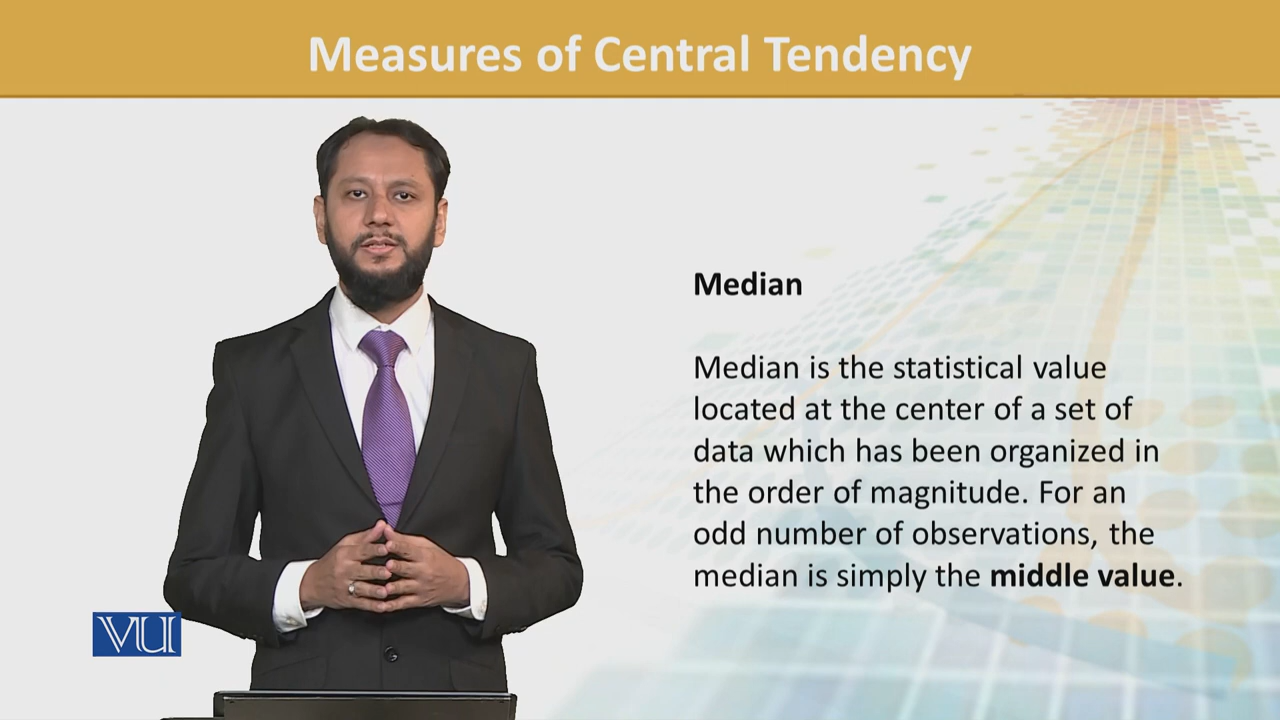 Measures of Central Tendency
Median
Median is the statistical value
located at the center of a set of
data which has been organized in
the order of magnitude. For an
odd number of observations, the
median is simply the middle value.
VU